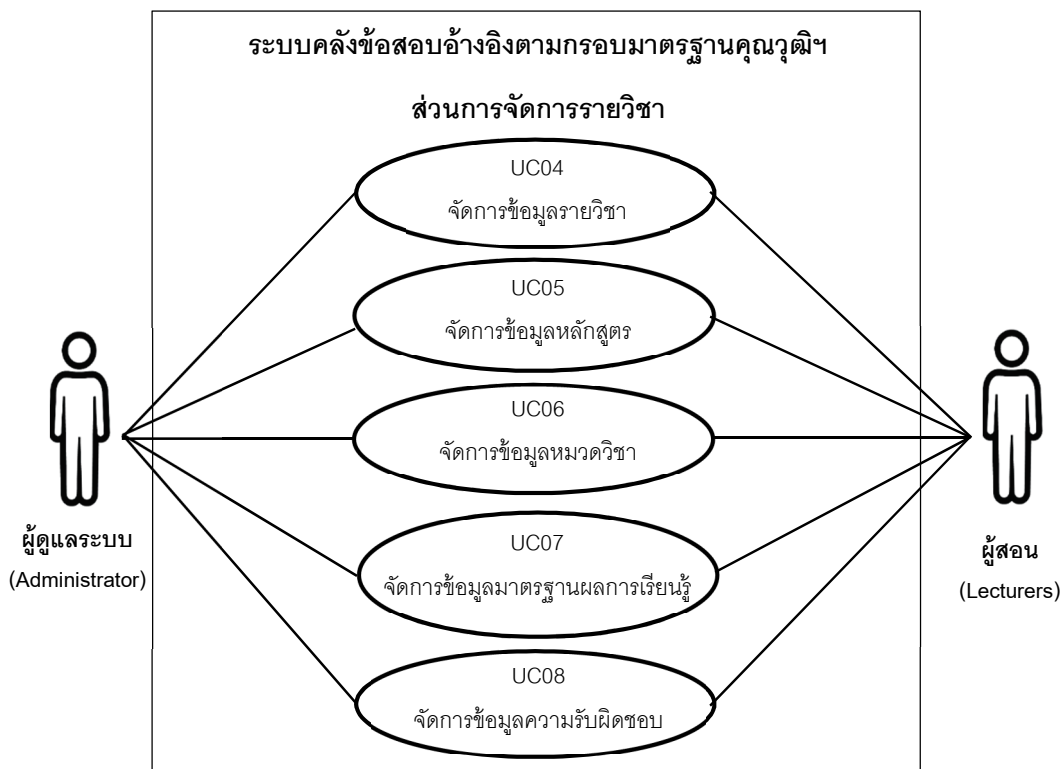 ระบบคลังข้อสอบอ้างอิงตามกรอบมาตรฐานคุณวุฒิฯ
ส่วนการจัดการรายวิชา
UC04
จัดการข้อมูลรายวิชา
UC05
จัดการข้อมูลหลักสูตร
UC06
จัดการข้อมูลหมวดวิชา
UC07
จัดการข้อมูลมาตรฐานผลการเรียนรู้
UC08
จัดการข้อมูลความรับผิดชอบ
ผู้ดูแลระบบ
(Administrator)
ผู้สอน
(Lecturers)